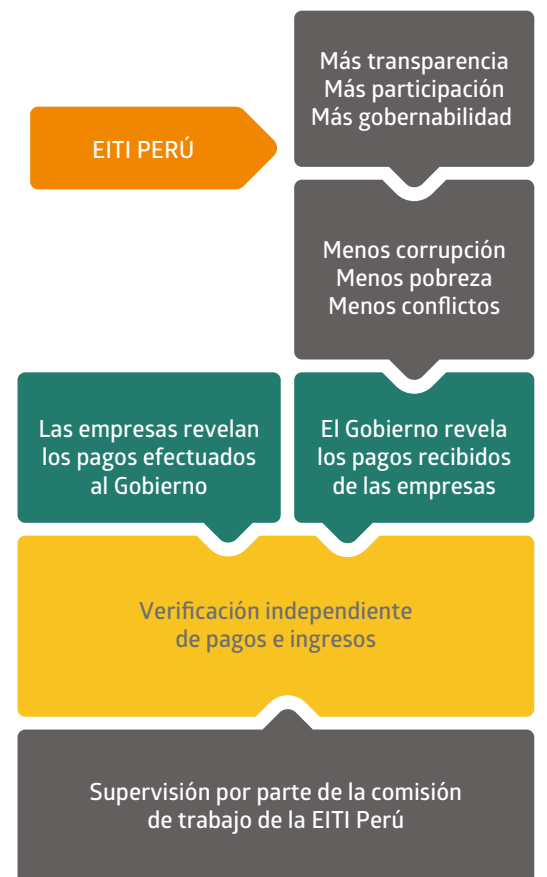 EITI PERÚ
Más transparencia
Más participación
Más gobernabilidad
Menos corrupción
Menos pobreza
Menos conflictos
Las empresas revelan
los pagos efectuados
al Gobierno
El Gobierno revela
los pagos recibidos
de las empresas
Verificación independiente
de pagos e ingresos
Supervisión por parte de la comisión
de trabajo de la EITI Perú